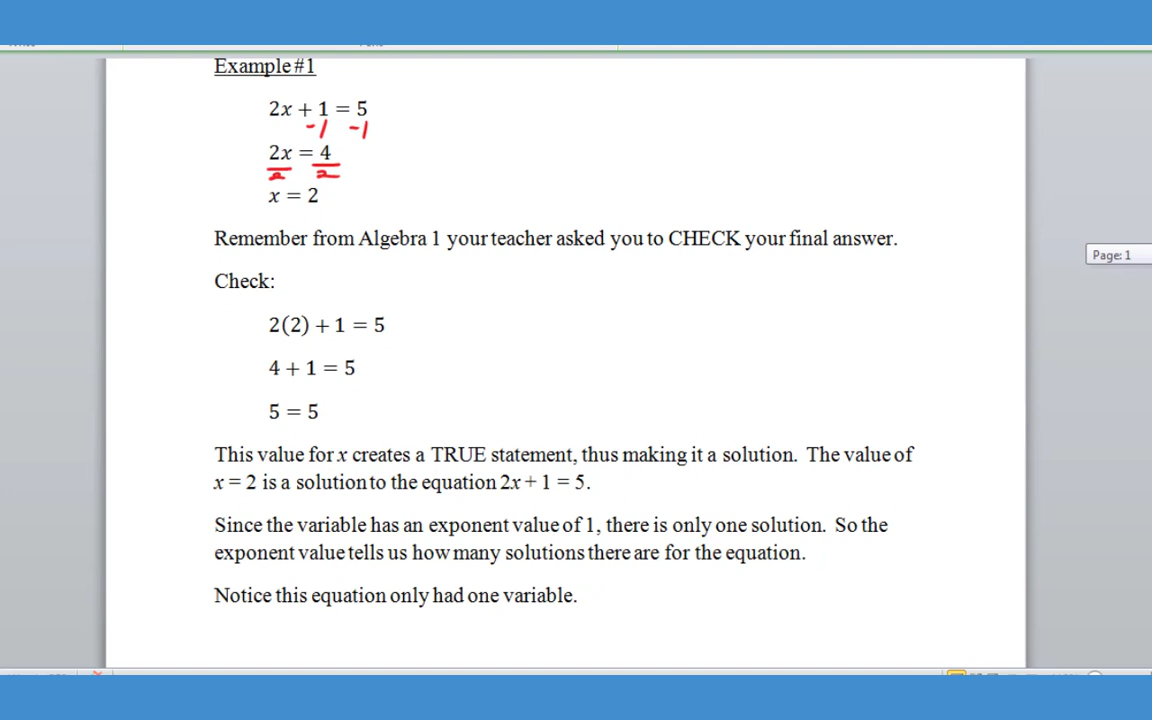 Example#1
2x + 1 = 5
-1 -1
2x = 4
2 2
x = 2
Remember from Algebra 1 your teacher asked you to CHECK your final answer.
Check:
2(2) + 1 = 5
4 + 1 = 5
5 = 5
This value for x creates a TRUE statement, thus making it a solution. The value of
x = 2 is a solution to the equation 2x + 1 = 5.
Since the variable has an exponent value of 1, there is only one solution. So the
exponent value tells us how many solutions there are for the equation.
Notice this equation only had one variable.
Page: 1